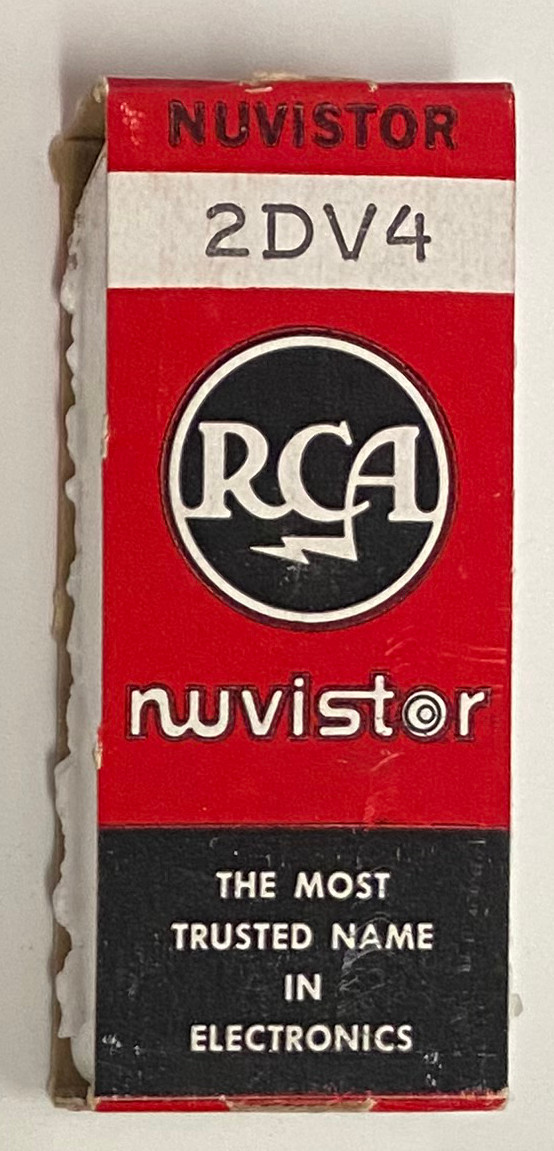 NUVISTOR
2DV4
RCA
nuvistor
THE MOST
TRUSTED NAME
IN
ELECTRONICS